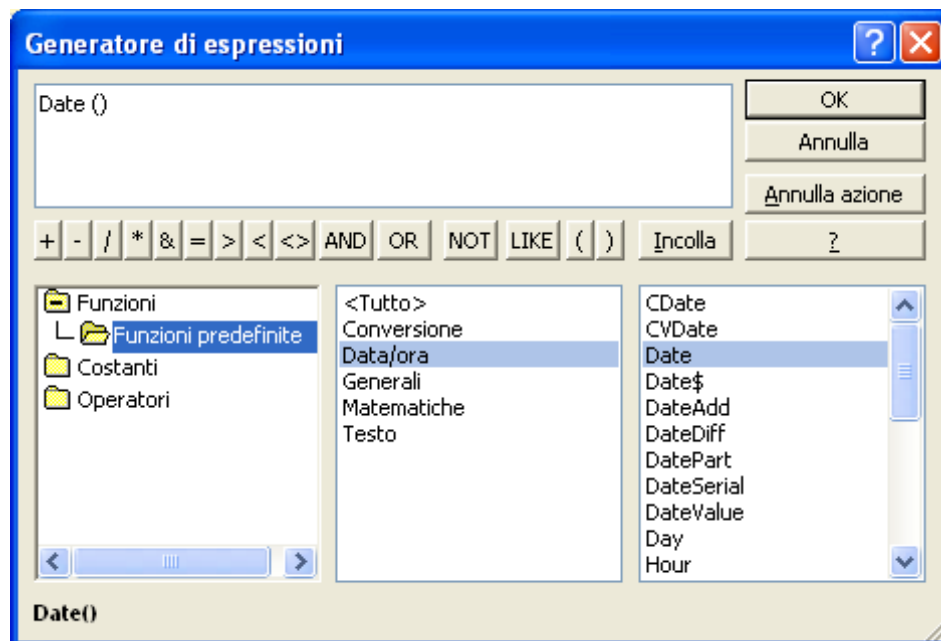 Generatore di espressioni
Date ()
OK
Annulla
Annulla azione
+ - / * & = > < <> AND OR NOT LIKE ( ) Incolla ?
Funzioni
Funzioni predefinite
Costanti
Operatori
<Tutto>
Conversione
Data/ora
Generali
Matematiche
Testo
CDate
CVDate
Date
Date$
DateAdd
DateDiff
DatePart
DateSerial
DateValue
Day
Hour
Date()